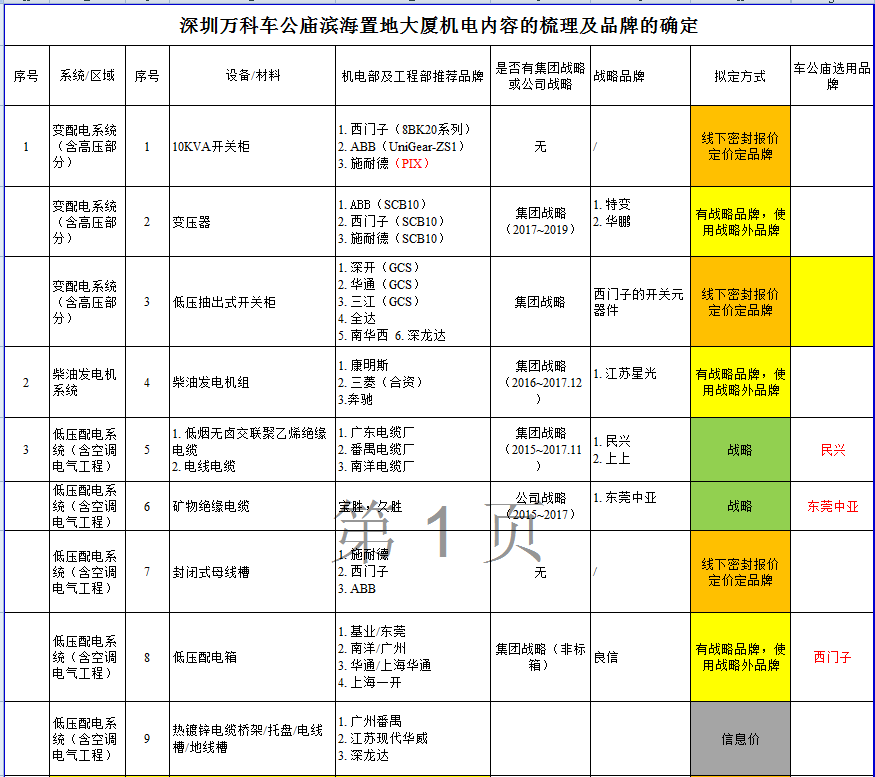 深圳万科车公庙滨海置地大厦机电内容的梳理及品牌的确定
序号 系统/区域 序号 设备/材料 机电部及工程部推荐品牌 是否有集团战略 战略品牌 拟定方式 车公庙选用品
或公司战略 牌
1
变配电系统
（含高压部
分）
1
10KVA开关柜
1. 西门子（8BK20系列）
2. ABB（UniGear-ZS1）
3. 施耐德（PIX）
无
/
线下密封报价
定价定品牌
变配电系统
（含高压部
分）
2
变压器
1. ABB（SCB10）
2. 西门子（SCB10）
3. 施耐德（SCB10）
集团战略
（2017~2019）
1. 特变
2. 华鹏
有战略品牌，使
用战略外品牌
变配电系统
（含高压部
分）
3
低压抽出式开关柜
1. 深开（GCS）
2. 华通（GCS）
3. 三江（GCS）
4. 全达
5. 南华西 6. 深龙达
集团战略
西门子的开关元
器件
线下密封报价
定价定品牌
2
柴油发电机
系统
4
柴油发电机组
1. 康明斯
2. 三菱（合资）
3.奔驰
集团战略
（2016~2017.12
）
1. 江苏星光
有战略品牌，使
用战略外品牌
3
低压配电系
统（含空调
电气工程）
5
1. 低烟无卤交联聚乙烯绝缘
电缆
2. 电线电缆
1. 广东电缆厂
2. 番禺电缆厂
3. 南洋电缆厂
集团战略
（2015~2017.11
）
1. 民兴
2. 上上
战略
民兴
低压配电系
统（含空调
电气工程）
6
矿物绝缘电缆
宝胜，久胜
公司战略
（2015~2017）
1. 东莞中亚
战略
东莞中亚
第 1 页
低压配电系
统（含空调
电气工程）
7
封闭式母线槽
1. 施耐德
2. 西门子
3. ABB
无
/
线下密封报价
定价定品牌
低压配电系
统（含空调
电气工程）
8
低压配电箱
1. 基业/东莞
2. 南洋/广州
3. 华通/上海华通
4. 上海一开
集团战略（非标
箱）
良信
有战略品牌，使
用战略外品牌
西门子
低压配电系
统（含空调
电气工程）
9
热镀锌电缆桥架/托盘/电线
槽/地线槽
1. 广州番禺
2. 江苏现代华威
3. 深龙达
信息价